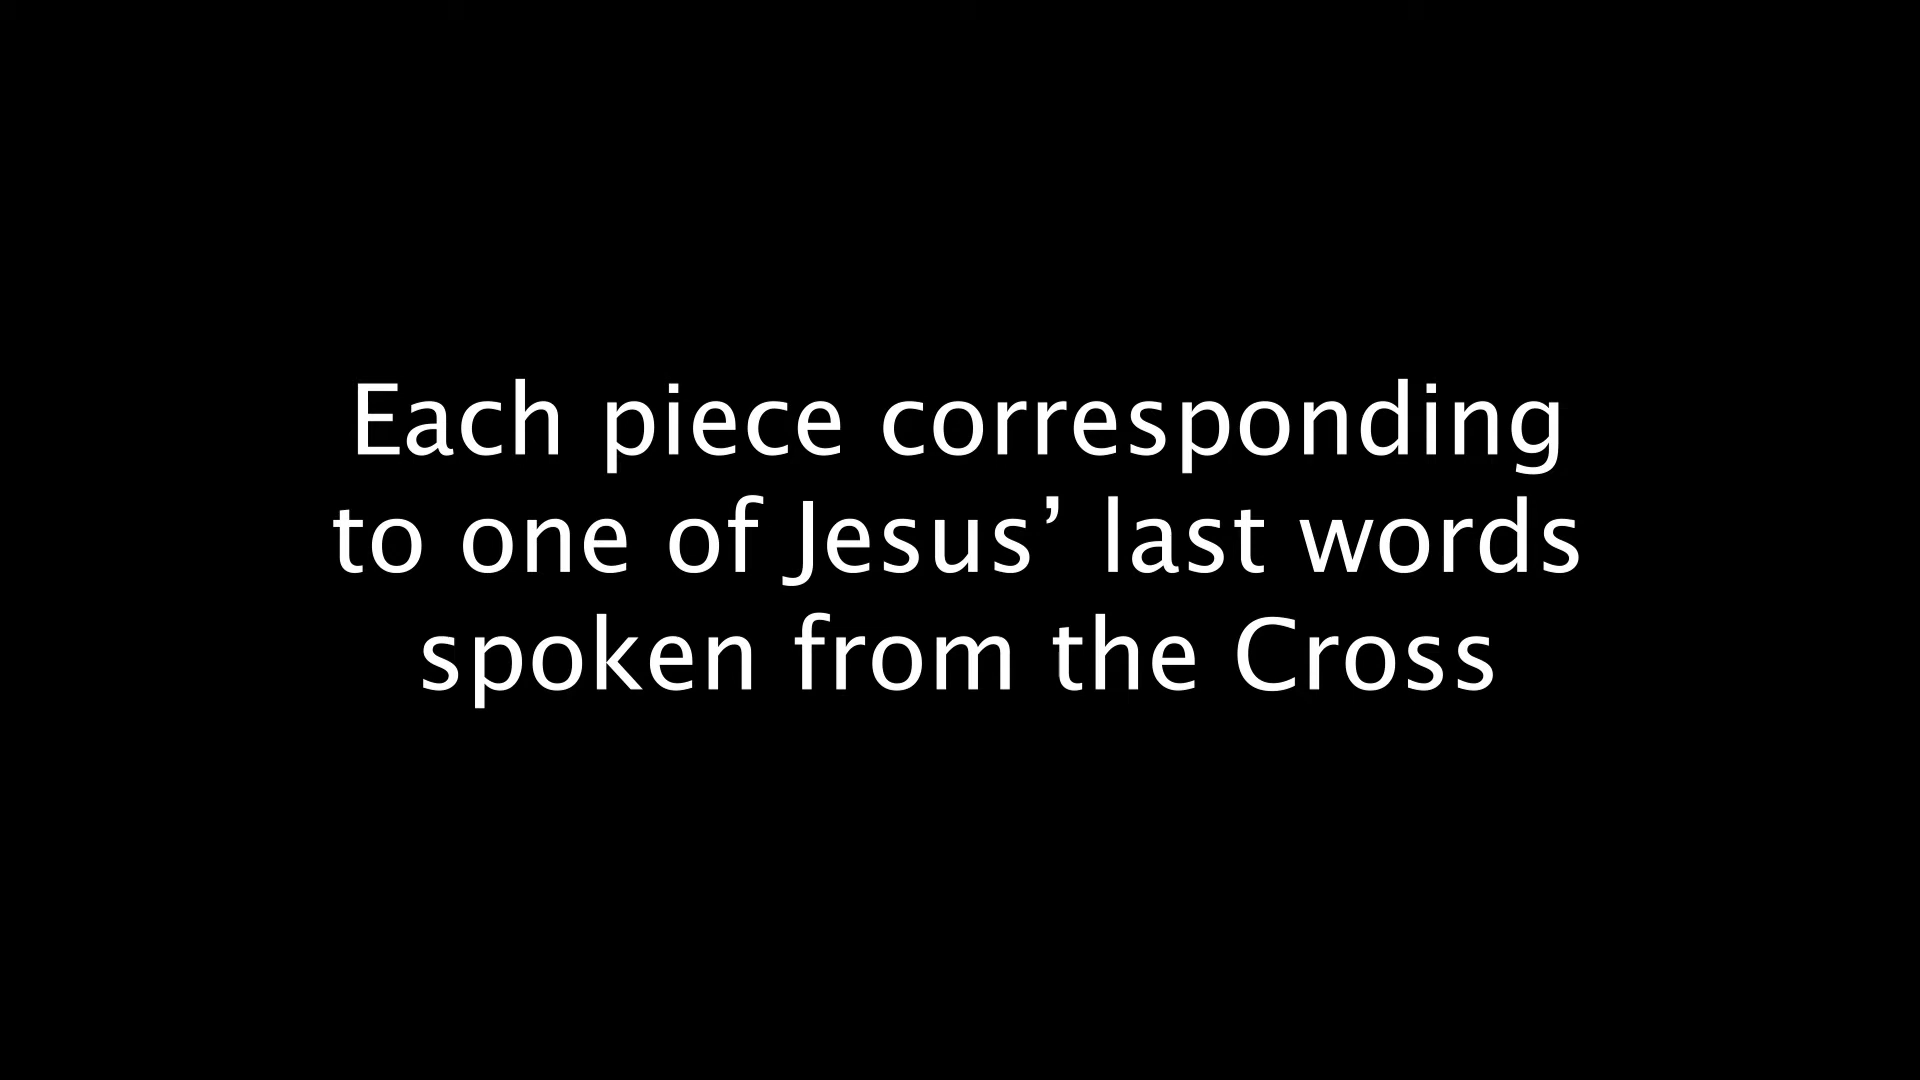 Each piece corresponding
to one of Jesus’ last words
spoken from the Cross